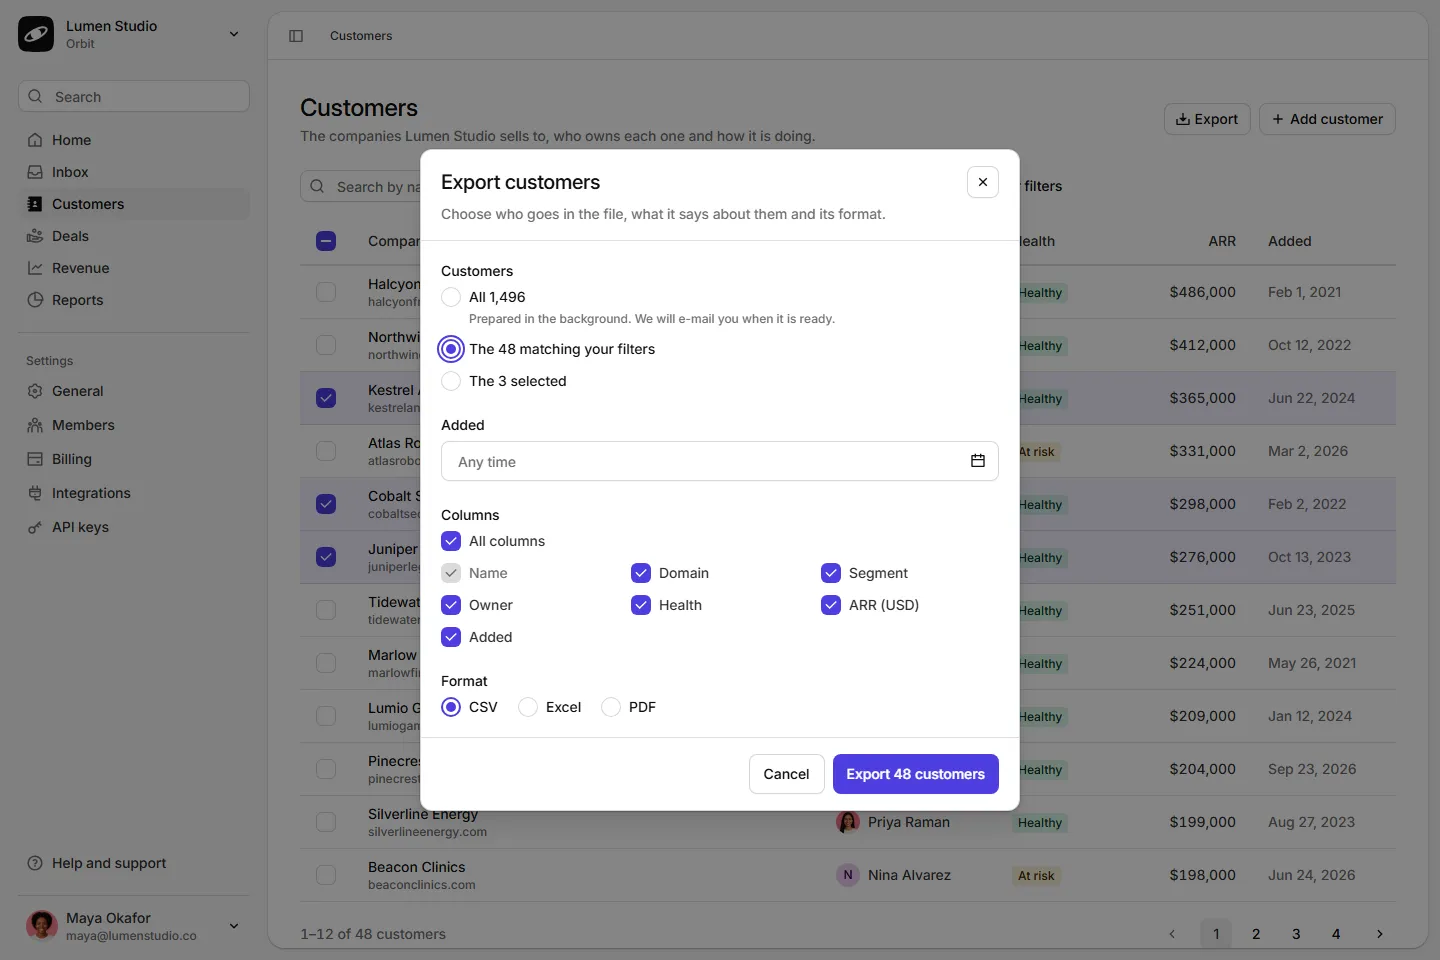 Lumen Studio
Orbit
Search
Home
Inbox
Customers
Deals
Revenue
Reports
Settings
General
Members
Billing
Integrations
API keys
Help and support
Maya Okafor
maya@lumenstudio.co
Customers
Customers
The companies Lumen Studio sells to, who owns each one and how it is doing.
Export
Add customer
Search by
filters
ARR
Added
Halcyon
$486,000
Feb 1, 2021
Healthy
$412,000
Oct 12, 2022
Healthy
Kestrel
$365,000
Jun 22, 2024
Healthy
Atlas
$331,000
Mar 2, 2026
At risk
Cobalt
$298,000
Feb 2, 2022
Healthy
Juniper
$276,000
Oct 13, 2023
Healthy
$251,000
Jun 23, 2025
Healthy
Marlow
$224,000
May 26, 2021
Healthy
Lumio
$209,000
Jan 12, 2024
Healthy
$204,000
Sep 23, 2026
Healthy
Silverline Energy
silverlineenergy.com
Priya Raman
Healthy
$199,000
Aug 27, 2023
Beacon Clinics
beaconclinics.com
N
Nina Alvarez
At risk
$198,000
Jun 24, 2026
1–12 of 48 customers
1 2 3 4
Export customers
Choose who goes in the file, what it says about them and its format.
Customers
All 1,496
Prepared in the background. We will e-mail you when it is ready.
The 48 matching your filters
The 3 selected
Added
Any time
Columns
All columns
Name
Domain
Segment
Owner
Health
ARR (USD)
Added
Format
CSV
Excel
PDF
Cancel
Export 48 customers